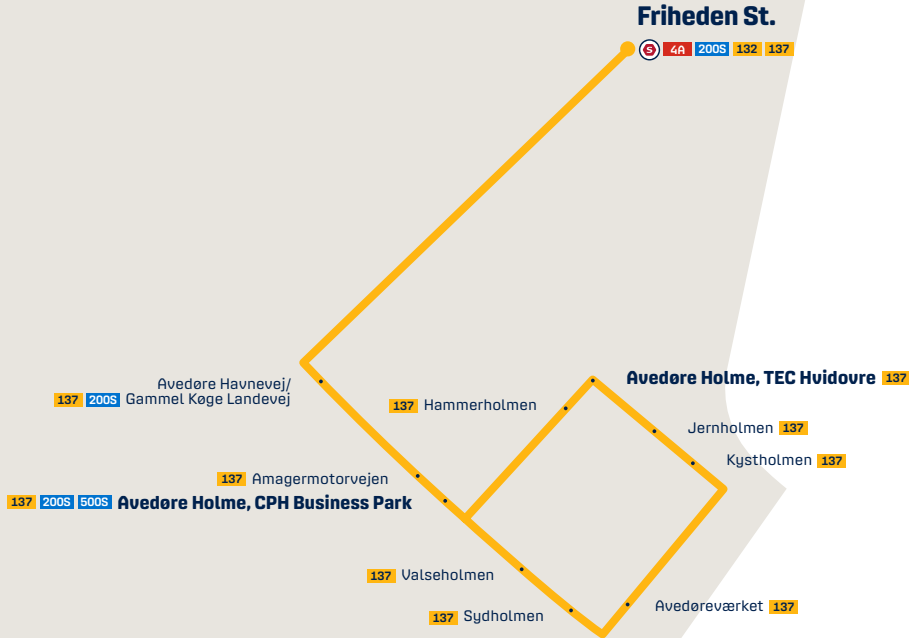 Friheden St.
S 4A 200S 132 137
Avedøre Havnevej/
137 200S Gammel Køge Landevej
Avedøre Holme, TEC Hvidovre 137
137 Hammerholmen
Jernholmen 137
Kystholmen 137
137 Amagermotorvejen
137 200S 500S Avedøre Holme, CPH Business Park
137 Valseholmen
137 Sydholmen
Avedøreværket 137